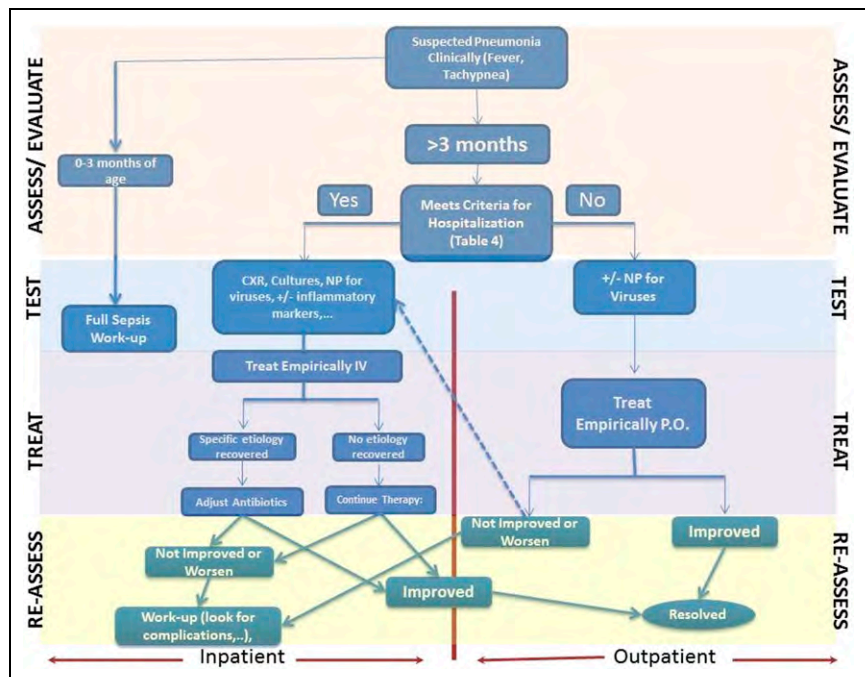 Suspected Pneumonia
Clinically (Fever,
Tachypnea)
ASSESS/ EVALUATE
ASSESS/ EVALUATE
>3 months
0-3 months of
age
Yes
Meets Criteria for
Hospitalization
(Table 4)
No
TEST
CXR, Cultures, NP for
viruses, +/- inflammatory
markers,...
+/- NP for
Viruses
TEST
Full Sepsis
Work-up
Treat Empirically IV
TREAT
Treat
Empirically P.O.
TREAT
Specific etiology
recovered
No etiology
recovered
Adjust Antibiotics
Continue Therapy:
RE-ASSESS
Not Improved or
Worsen
Not Improved or
Worsen
Improved
RE-ASSESS
Improved
Work-up (look for
complications,..),
Resolved
Inpatient
Outpatient